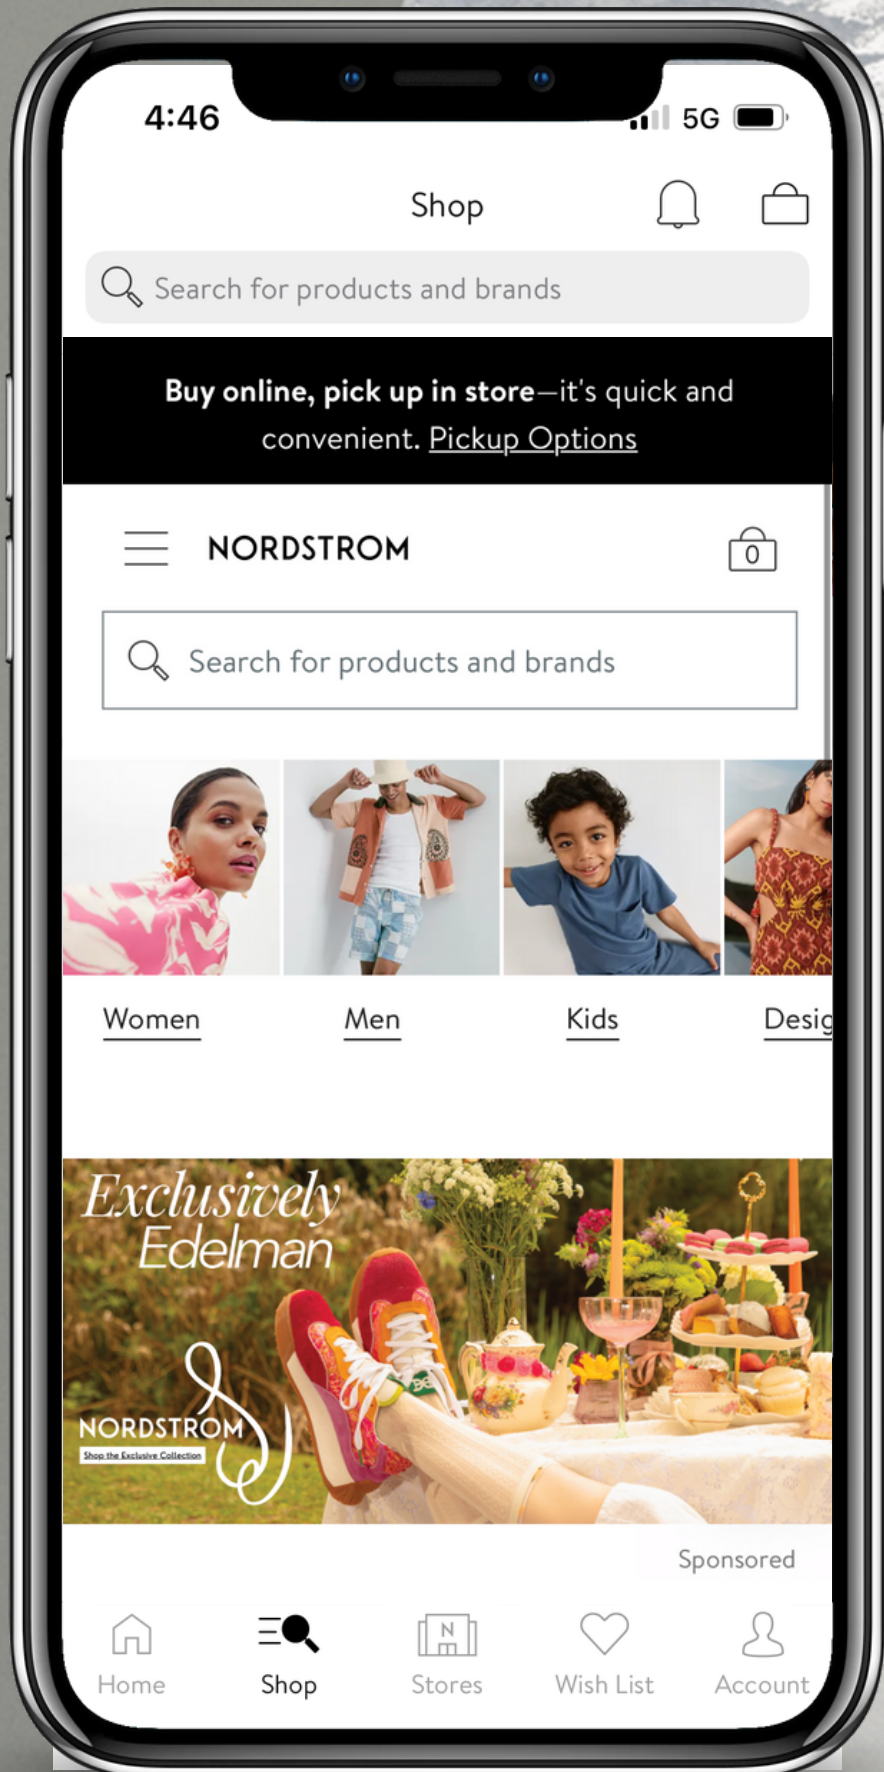 4:46
5G
Shop
Search for products and brands
Buy online, pick up in store—it's quick and
convenient. Pickup Options
NORDSTROM
0
Search for products and brands
Women
Men
Kids
Desig
Exclusively
Edelman
NORDSTROM
Shop the Exclusive Collection
Sponsored
N
Home
Shop
Stores
Wish List
Account